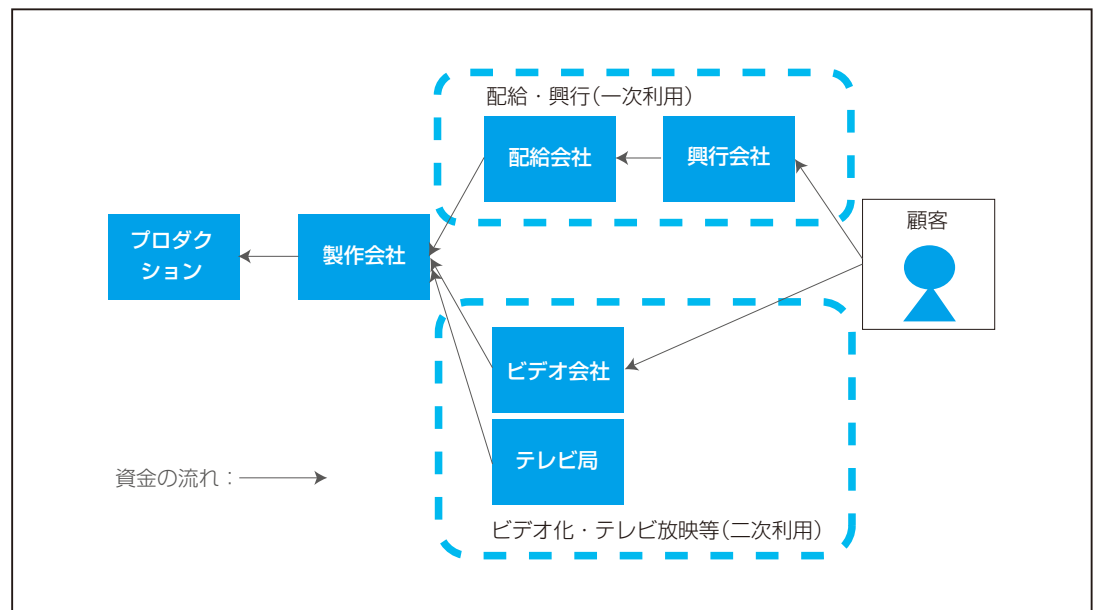 配給・興行(一次利用)
配給会社
興行会社
顧客
プロダク
ション
製作会社
ビデオ会社
テレビ局
資金の流れ：
ビデオ化・テレビ放映等(二次利用)